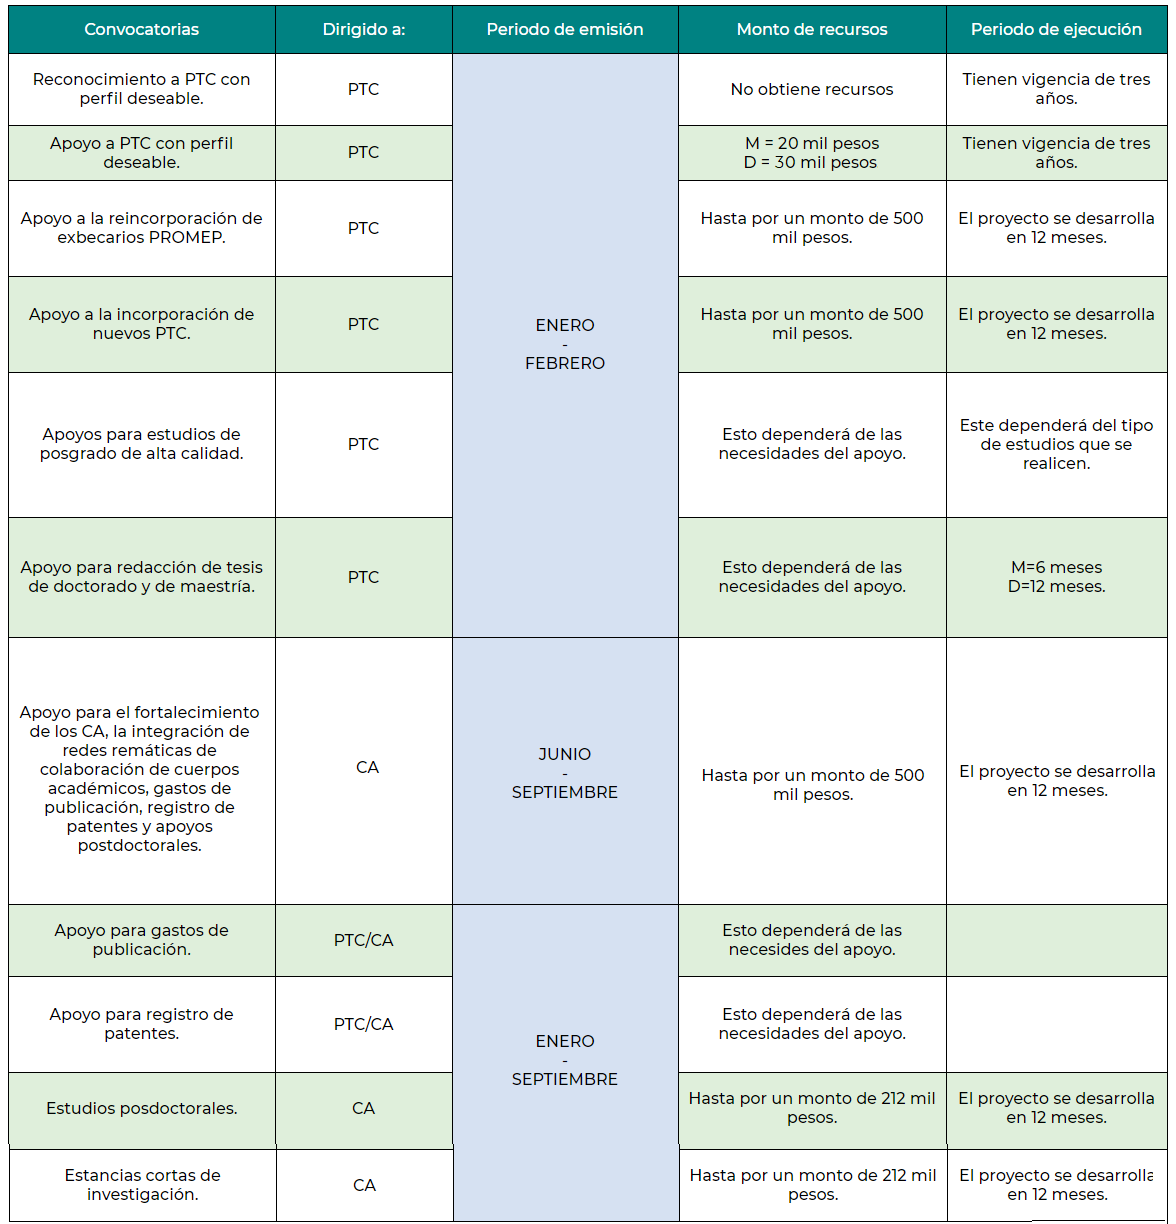 Convocatorias
Dirigido a:
Periodo de emisión
Monto de recursos
Periodo de ejecución
Reconocimiento a PTC con
perfil deseable.
PTC
ENERO
-
FEBRERO
No obtiene recursos
Tienen vigencia de tres
años.
Apoyo a PTC con perfil
deseable.
PTC
M = 20 mil pesos
D = 30 mil pesos
Tienen vigencia de tres
años.
Apoyo a la reincorporación de
exbecarios PROMEP.
PTC
Hasta por un monto de 500
mil pesos.
El proyecto se desarrolla
en 12 meses.
Apoyo a la incorporación de
nuevos PTC.
PTC
Hasta por un monto de 500
mil pesos.
El proyecto se desarrolla
en 12 meses.
Apoyos para estudios de
posgrado de alta calidad.
PTC
Esto dependerá de las
necesidades del apoyo.
Este dependerá del tipo
de estudios que se
realicen.
Apoyo para redacción de tesis
de doctorado y de maestría.
PTC
Esto dependerá de las
necesidades del apoyo.
M=6 meses
D=12 meses.
Apoyo para el fortalecimiento
de los CA, la integración de
redes remáticas de
colaboración de cuerpos
académicos, gastos de
publicación, registro de
patentes y apoyos
postdoctorales.
CA
JUNIO
-
SEPTIEMBRE
Hasta por un monto de 500
mil pesos.
El proyecto se desarrolla
en 12 meses.
Apoyo para gastos de
publicación.
PTC/CA
ENERO
-
SEPTIEMBRE
Esto dependerá de las
necesides del apoyo.
Apoyo para registro de
patentes.
PTC/CA
Esto dependerá de las
necesidades del apoyo.
Estudios posdoctorales.
CA
Hasta por un monto de 212 mil
pesos.
El proyecto se desarrolla
en 12 meses.
Estancias cortas de
investigación.
CA
Hasta por un monto de 212 mil
pesos.
El proyecto se desarrolla
en 12 meses.